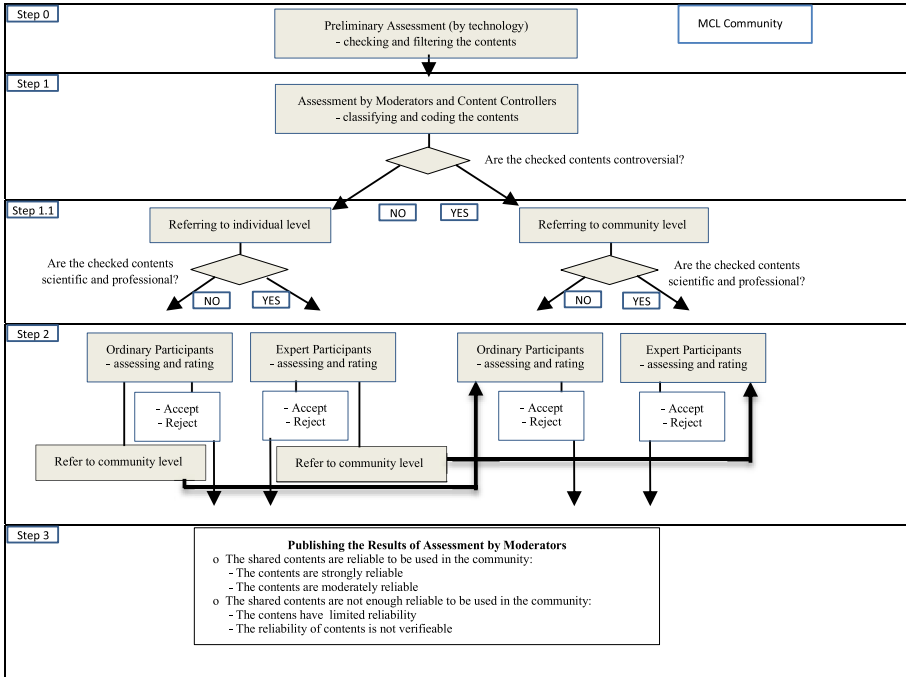 Step 0
Preliminary Assessment (by technology)
- checking and filtering the contents
MCL Community
Step 1
Assessment by Moderators and Content Controllers
- classifying and coding the contents
Are the checked contents controversial?
Step 1.1
Referring to individual level
NO
YES
Referring to community level
Are the checked contents
scientific and professional?
NO
YES
Are the checked contents
scientific and professional?
NO
YES
Step 2
Ordinary Participants
- assessing and rating
Expert Participants
- assessing and rating
Ordinary Participants
- assessing and rating
Expert Participants
- assessing and rating
- Accept
- Reject
- Accept
- Reject
- Accept
- Reject
- Accept
- Reject
Refer to community level
Refer to community level
Step 3
Publishing the Results of Assessment by Moderators
o The shared contents are reliable to be used in the community:
- The contents are strongly reliable
- The contents are moderately reliable
o The shared contents are not enough reliable to be used in the community:
- The contens have limited reliability
- The reliability of contents is not verifieable